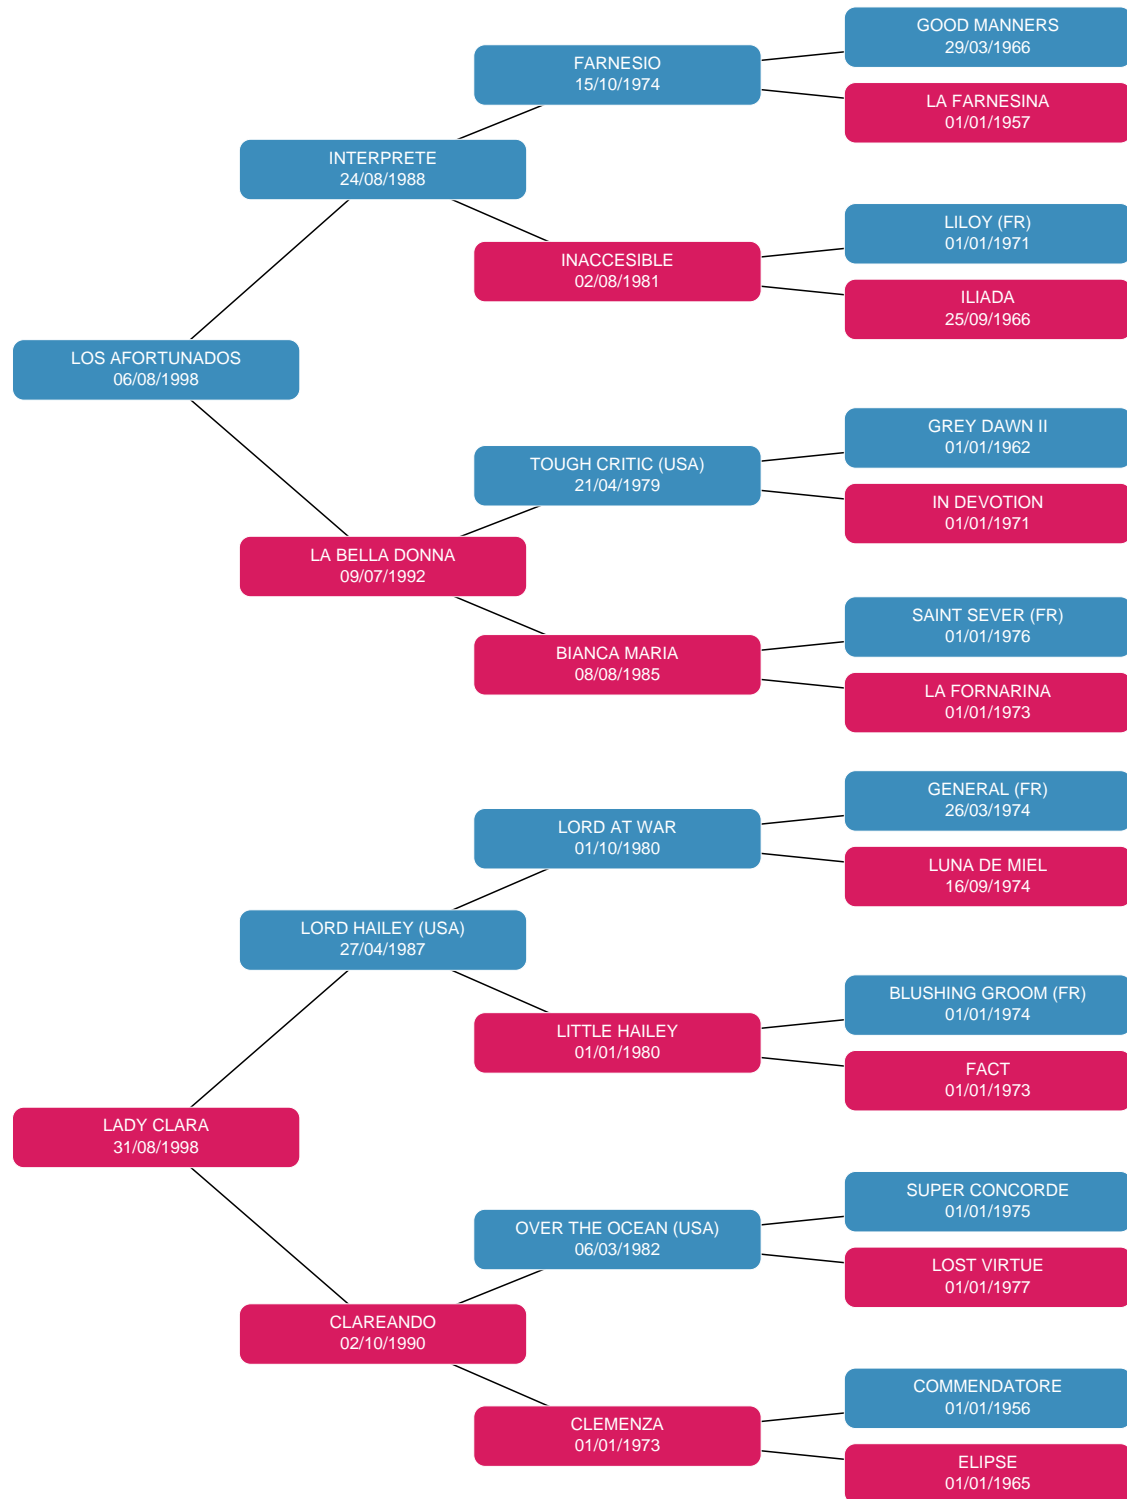 GOOD MANNERS
29/03/1966
FARNESIO
15/10/1974
LA FARNESINA
01/01/1957
INTERPRETE
24/08/1988
LILOY (FR)
01/01/1971
INACCESIBLE
02/08/1981
ILIADA
25/09/1966
LOS AFORTUNADOS
06/08/1998
GREY DAWN II
01/01/1962
TOUGH CRITIC (USA)
21/04/1979
IN DEVOTION
01/01/1971
LA BELLA DONNA
09/07/1992
SAINT SEVER (FR)
01/01/1976
BIANCA MARIA
08/08/1985
LA FORNARINA
01/01/1973
GENERAL (FR)
26/03/1974
LORD AT WAR
01/10/1980
LUNA DE MIEL
16/09/1974
LORD HAILEY (USA)
27/04/1987
BLUSHING GROOM (FR)
01/01/1974
LITTLE HAILEY
01/01/1980
FACT
01/01/1973
LADY CLARA
31/08/1998
SUPER CONCORDE
01/01/1975
OVER THE OCEAN (USA)
06/03/1982
LOST VIRTUE
01/01/1977
CLAREANDO
02/10/1990
COMMENDATORE
01/01/1956
CLEMENZA
01/01/1973
ELIPSE
01/01/1965